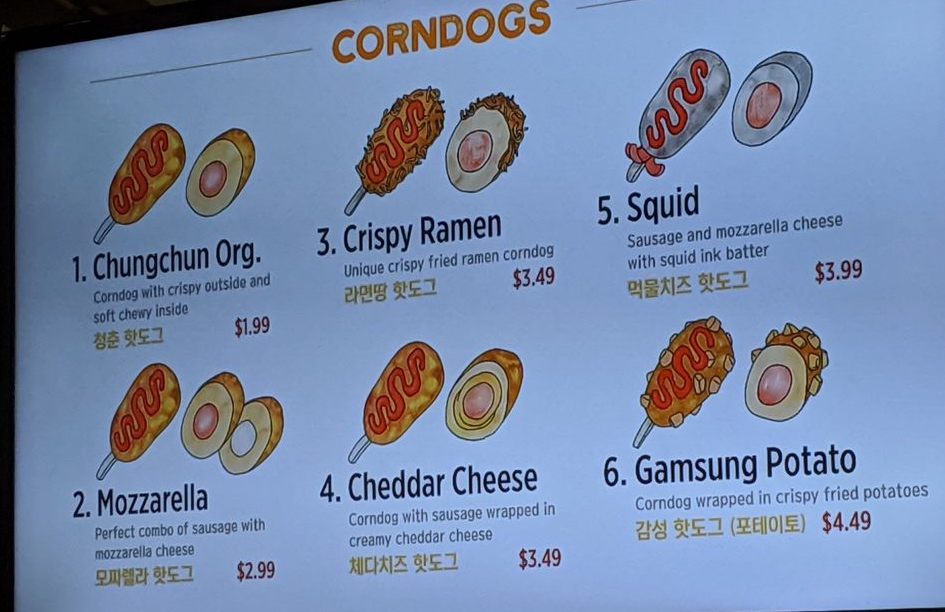 CORNDOGS
1. Chungchun Org.
Corndog with crispy outside and
soft chewy inside
청춘 핫도그 $1.99
2. Mozzarella
Perfect combo of sausage with
mozzarella cheese
모짜렐라 핫도그 $2.99
3. Crispy Ramen
Unique crispy fried ramen corndog
라면땅 핫도그 $3.49
4. Cheddar Cheese
Corndog with sausage wrapped in
creamy cheddar cheese
체다치즈 핫도그 $3.49
5. Squid
Sausage and mozzarella cheese
with squid ink batter
먹물치즈 핫도그 $3.99
6. Gamsung Potato
Corndog wrapped in crispy fried potatoes
감성 핫도그 (포테이토) $4.49